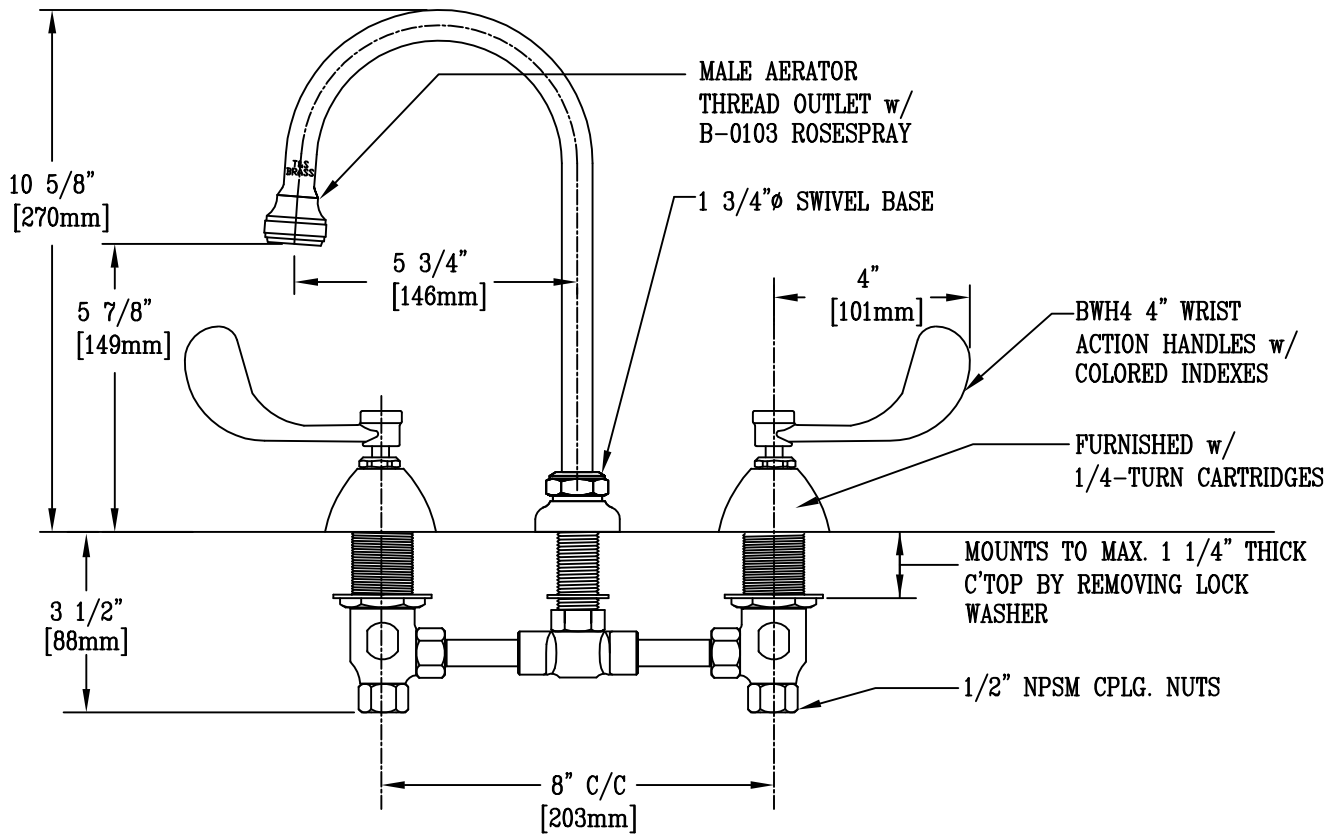 MALE AERATOR
THREAD OUTLET w/
B-0103 ROSESPRAY
T&S
BRASS
10 5/8"
[270mm]
1 3/4"ø SWIVEL BASE
5 3/4"
[146mm]
4"
[101mm]
5 7/8"
[149mm]
BWH4 4" WRIST
ACTION HANDLES w/
COLORED INDEXES
FURNISHED w/
1/4-TURN CARTRIDGES
MOUNTS TO MAX. 1 1/4" THICK
C'TOP BY REMOVING LOCK
WASHER
3 1/2"
[88mm]
1/2" NPSM CPLG. NUTS
8" C/C
[203mm]